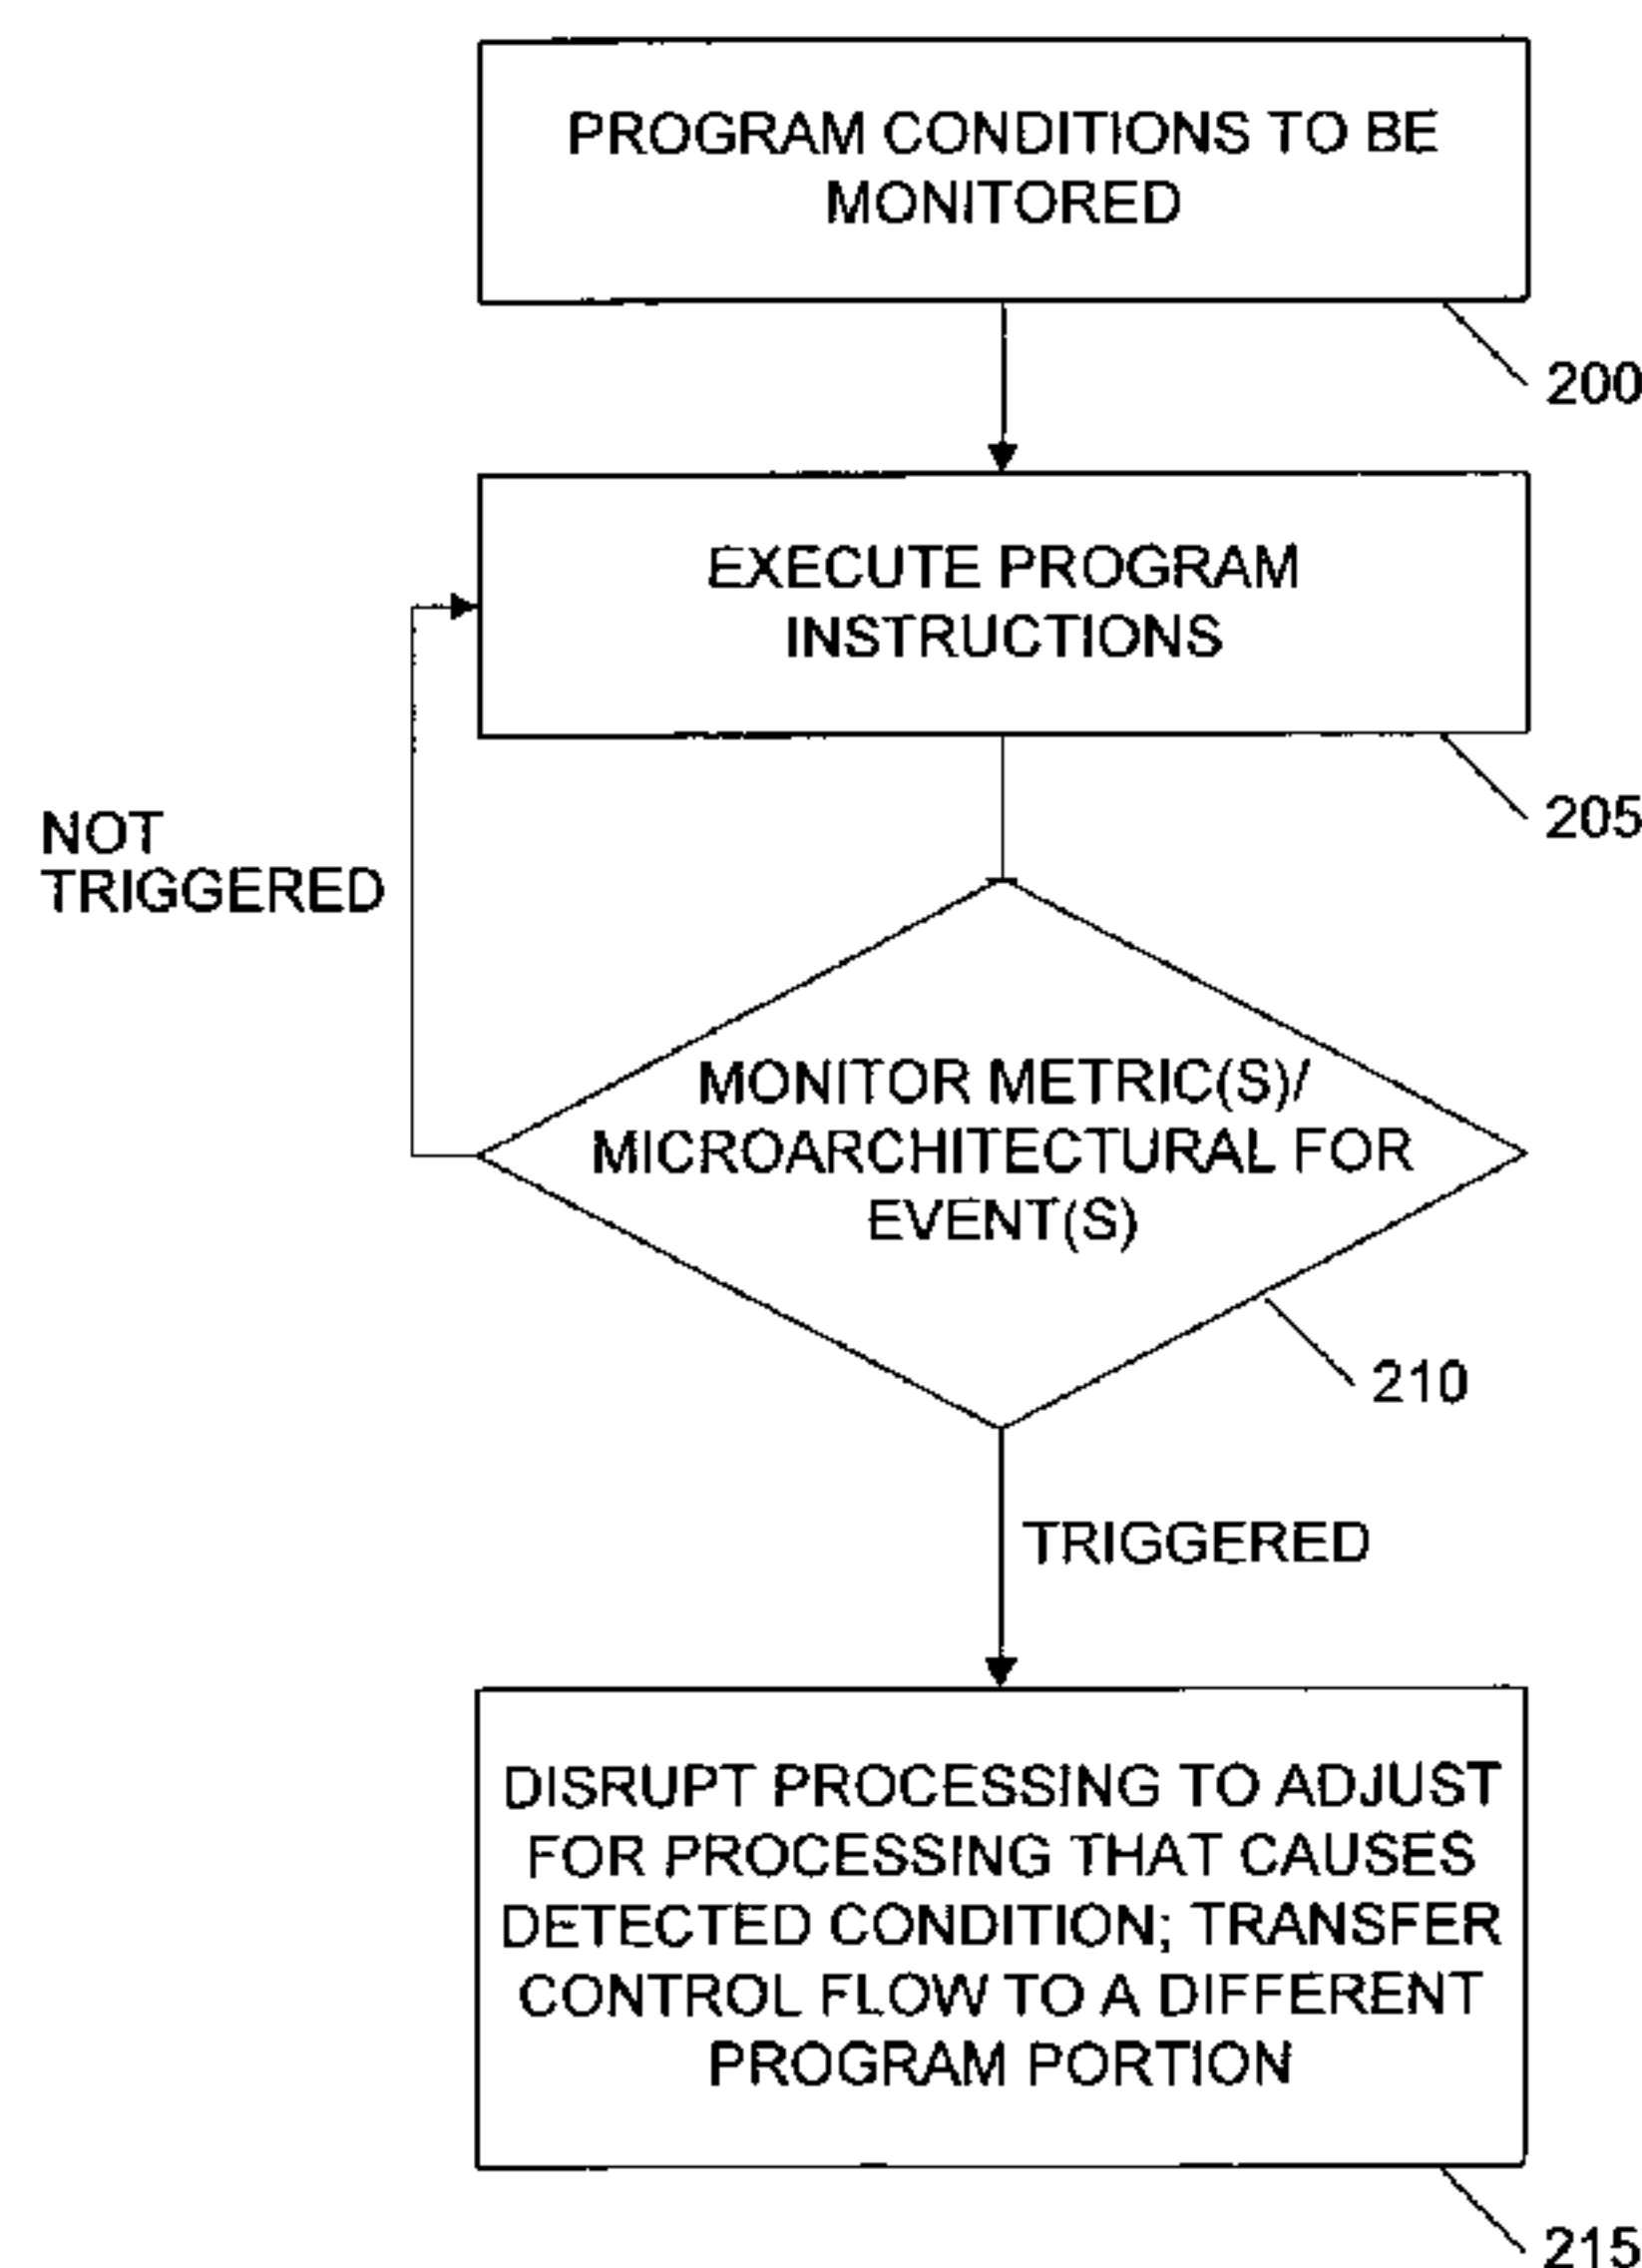 PROGRAM CONDITIONS TO BE
MONITORED
200
EXECUTE PROGRAM
INSTRUCTIONS
205
NOT
TRIGGERED
MONITOR METRIC(S)/
MICROARCHITECTURAL FOR
EVENT(S)
210
TRIGGERED
DISRUPT PROCESSING TO ADJUST
FOR PROCESSING THAT CAUSES
DETECTED CONDITION; TRANSFER
CONTROL FLOW TO A DIFFERENT
PROGRAM PORTION
215